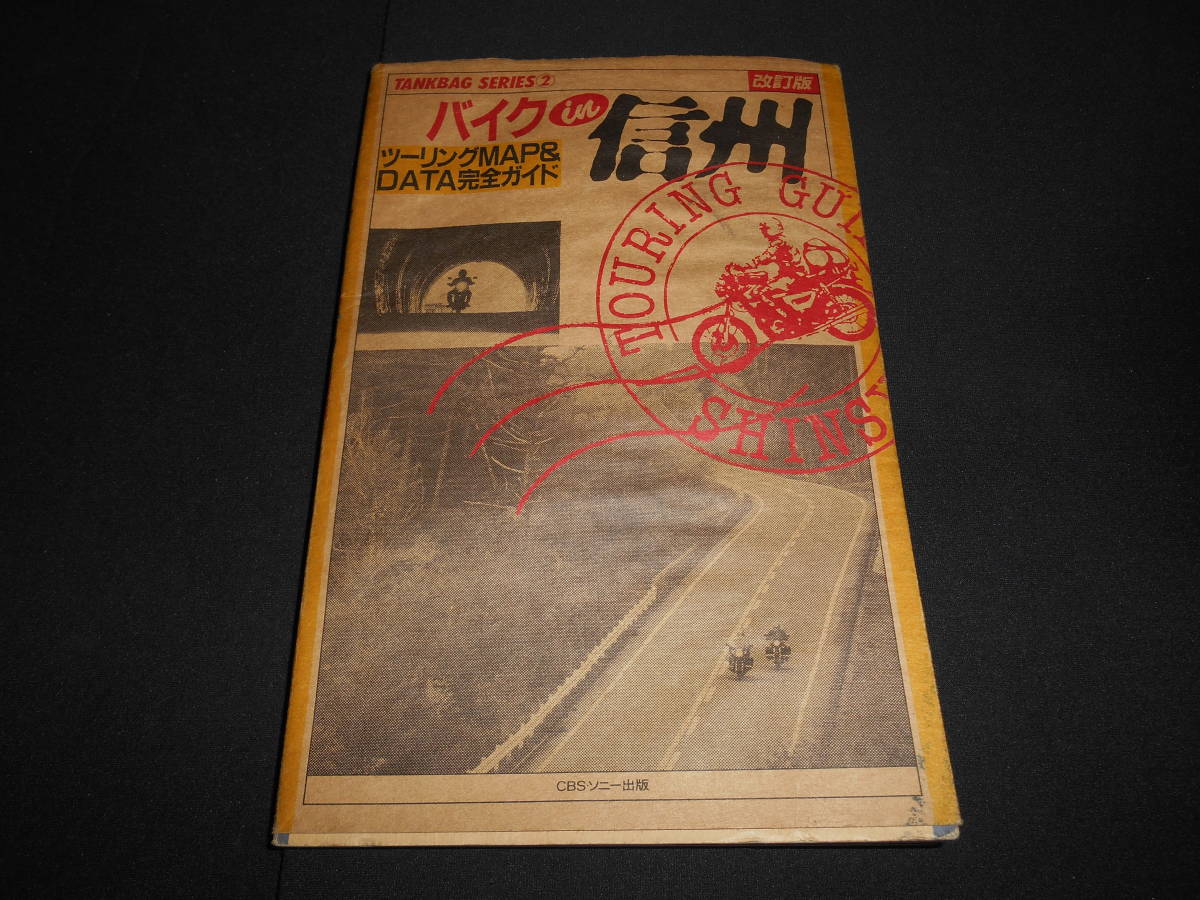 TANKBAG SERIES②
改訂版
バイクin信州
ツーリングMAP&
DATA完全ガイド
TOURING GUI
SHINS
CBS・ソニー出版